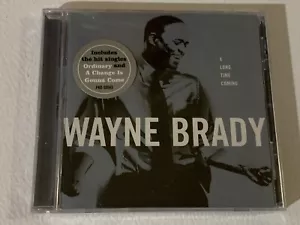 Includes
the hit singles
Ordinary and
A Change Is
Gonna Come
A
LONG
TIME
COMING
WAYNE BRADY